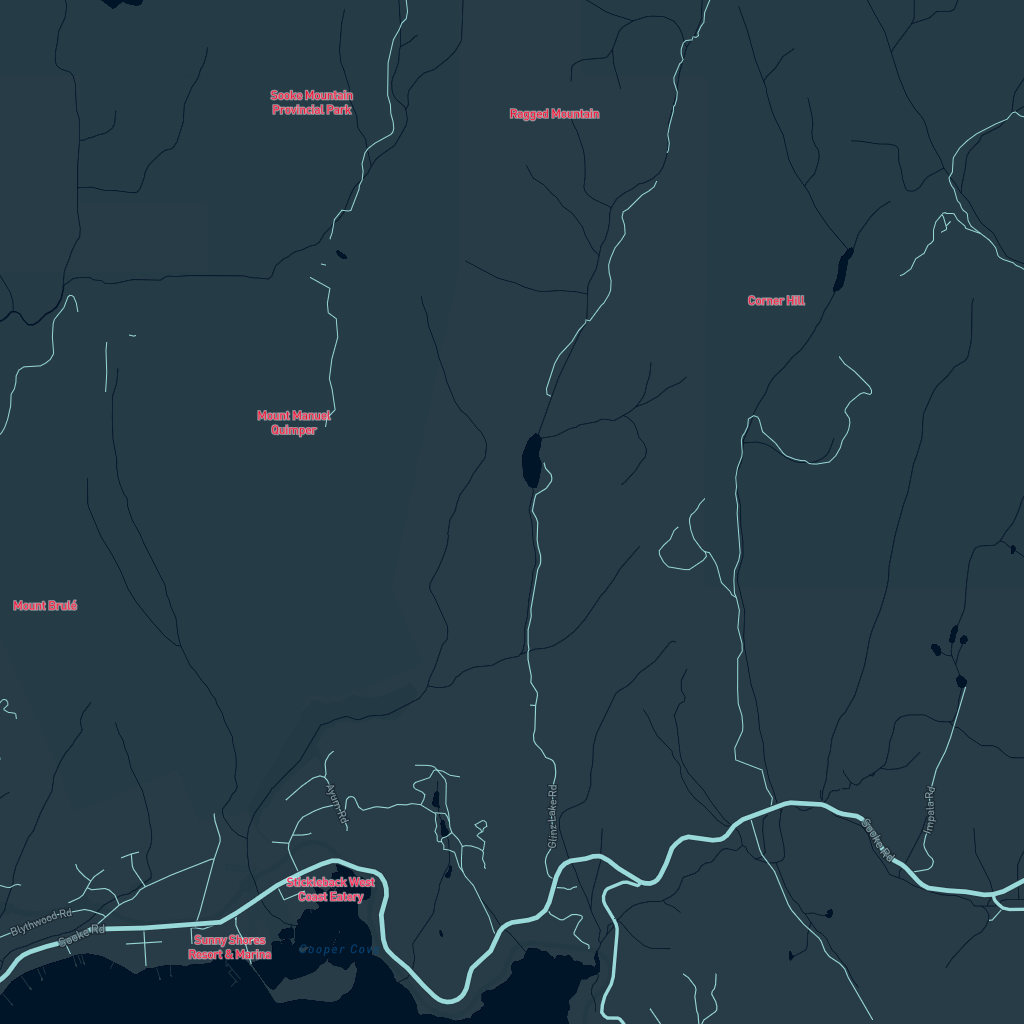 Sooke Mountain
Provincial Park
Ragged Mountain
Corner Hill
Mount Manuel
Quimper
Mount Brulé
Ayum Rd
Glinz Lake Rd
Impala Rd
Sooke Rd
Stickleback West
Coast Eatery
Blythwood Rd
Sooke Rd
Sunny Shores
Resort & Marina
Cooper Cove